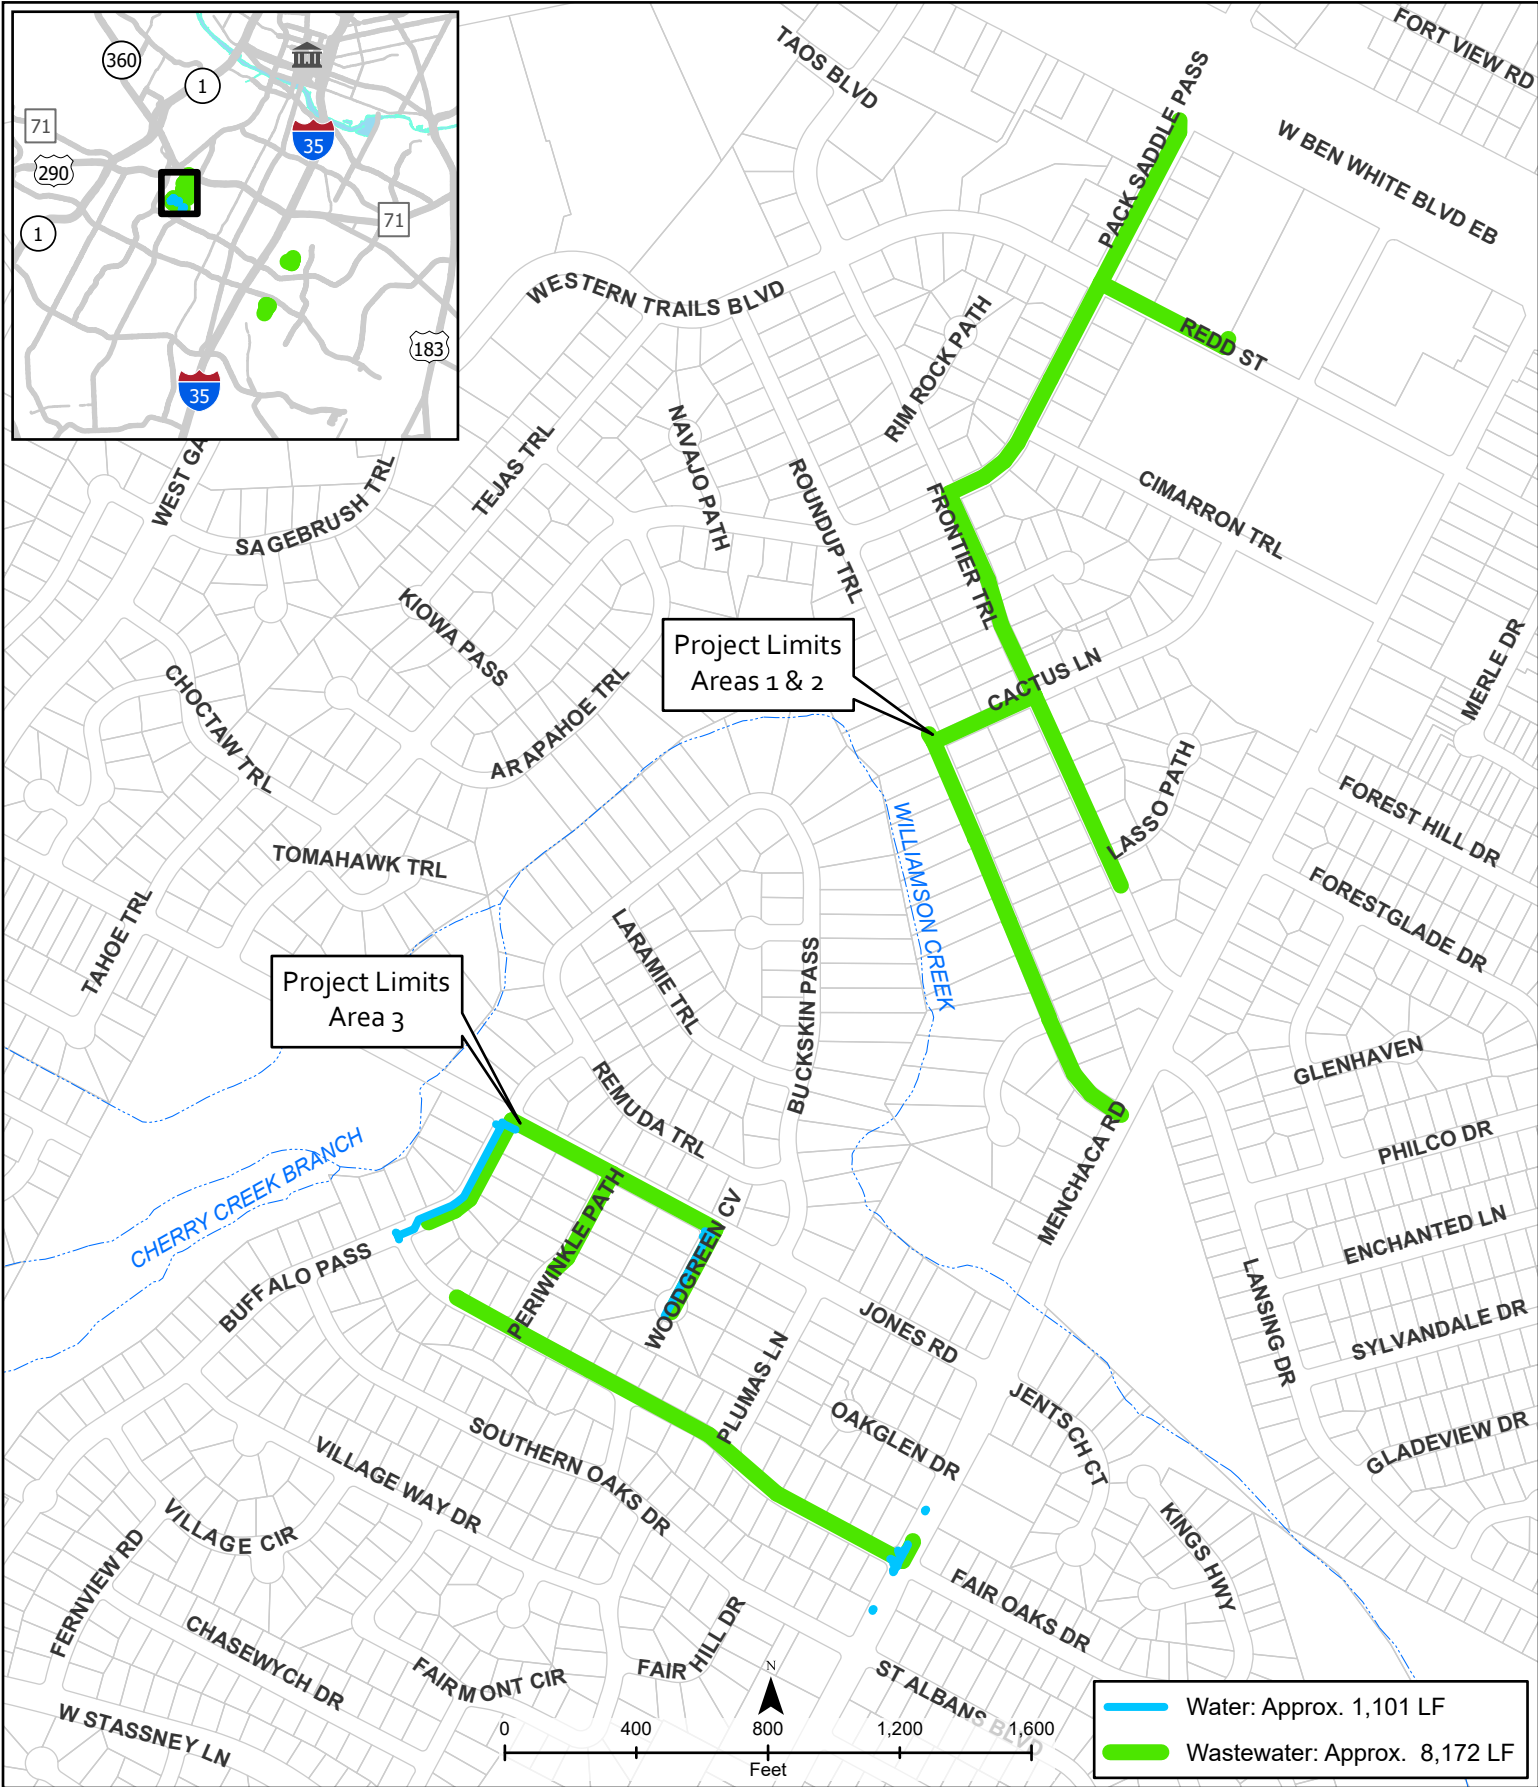 360
1
71
290
1
35
71
183
35
TAOS BLVD
FORT VIEW RD
PACK SADDLE PASS
W BEN WHITE BLVD EB
WESTERN TRAILS BLVD
RIM ROCK PATH
REDD ST
WEST GA
SAGEBRUSH TRL
TEJAS TRL
NAVAJO PATH
ROUNDUP TRL
FRONTIER TRL
CIMARRON TRL
KIOWA PASS
Project Limits
Areas 1 & 2
CACTUS LN
MERLE DR
CHOCTAW TRL
ARAPAHOE TRL
LASSO PATH
FOREST HILL DR
WILLIAMSON CREEK
TOMAHAWK TRL
FORESTGLADE DR
TAHOE TRL
LARAMIE TRL
BUCKSKIN PASS
Project Limits
Area 3
GLENHAVEN
REMUDA TRL
MENCHACA RD
PHILCO DR
CHERRY CREEK BRANCH
PERIWINKLE PATH
WOODGREEN CV
ENCHANTED LN
BUFFALO PASS
JONES RD
LANSING DR
SYLVANDALE DR
PLUMAS LN
JENTSCH CT
OAKGLEN DR
GLADEVIEW DR
SOUTHERN OAKS DR
VILLAGE WAY DR
VILLAGE CIR
KINGS HWY
FERNVIEW RD
FAIR OAKS DR
CHASEWYCH DR
FAIRMONT CIR
FAIR HILL DR
ST ALBANS BLVD
W STASSNEY LN
N
0 400 800 1,200 1,600
Feet
Water: Approx. 1,101 LF
Wastewater: Approx. 8,172 LF